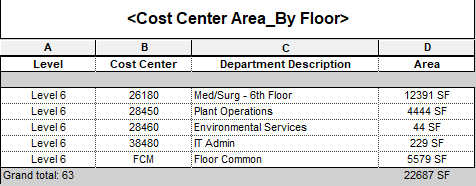 <Cost Center Area_By Floor>
A B C D
Level Cost Center Department Description Area
Level 6 26180 Med/Surg - 6th Floor 12391 SF
Level 6 28450 Plant Operations 4444 SF
Level 6 28460 Environmental Services 44 SF
Level 6 38480 IT Admin 229 SF
Level 6 FCM Floor Common 5579 SF
Grand total: 63 22687 SF